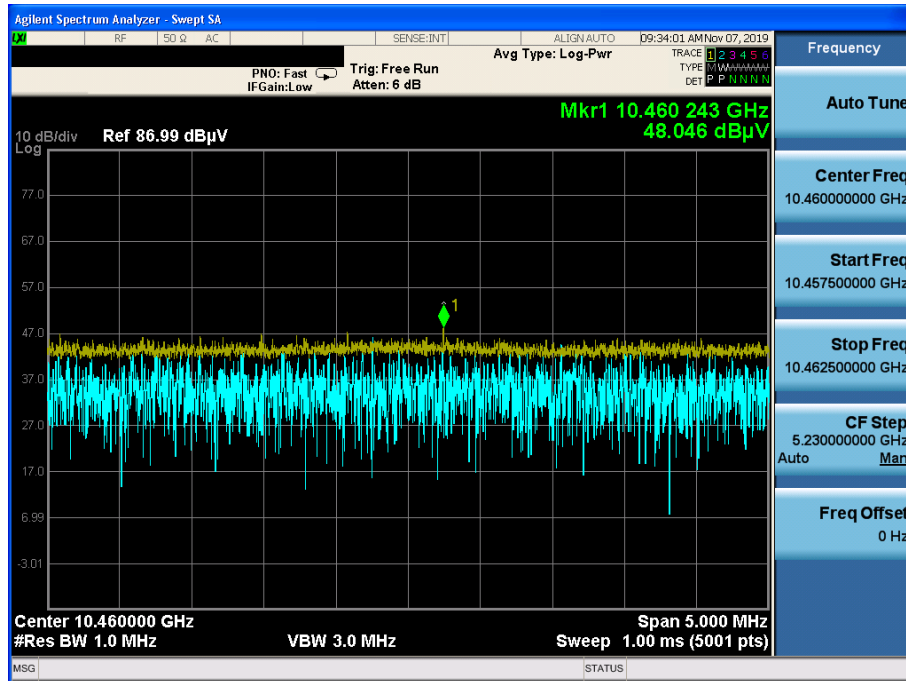 Agilent Spectrum Analyzer - Swept SA
LXI RF 50 Ω AC SENSE:INT ALIGN AUTO 09:34:01 AM Nov 07, 2019
PNO: Fast
IFGain:Low
Trig: Free Run
Atten: 6 dB
Avg Type: Log-Pwr
TRACE 1 2 3 4 5 6
TYPE M W W W W W
DET P P N N N N
Mkr1 10.460 243 GHz
48.046 dBµV
10 dB/div Ref 86.99 dBµV
Log
77.0
67.0
57.0
47.0
37.0
27.0
17.0
6.99
-3.01
1
Center 10.460000 GHz Span 5.000 MHz
#Res BW 1.0 MHz VBW 3.0 MHz Sweep 1.00 ms (5001 pts)
MSG STATUS
Frequency
Auto Tune
Center Freq
10.460000000 GHz
Start Freq
10.457500000 GHz
Stop Freq
10.462500000 GHz
CF Step
5.230000000 GHz
Auto Man
Freq Offset
0 Hz